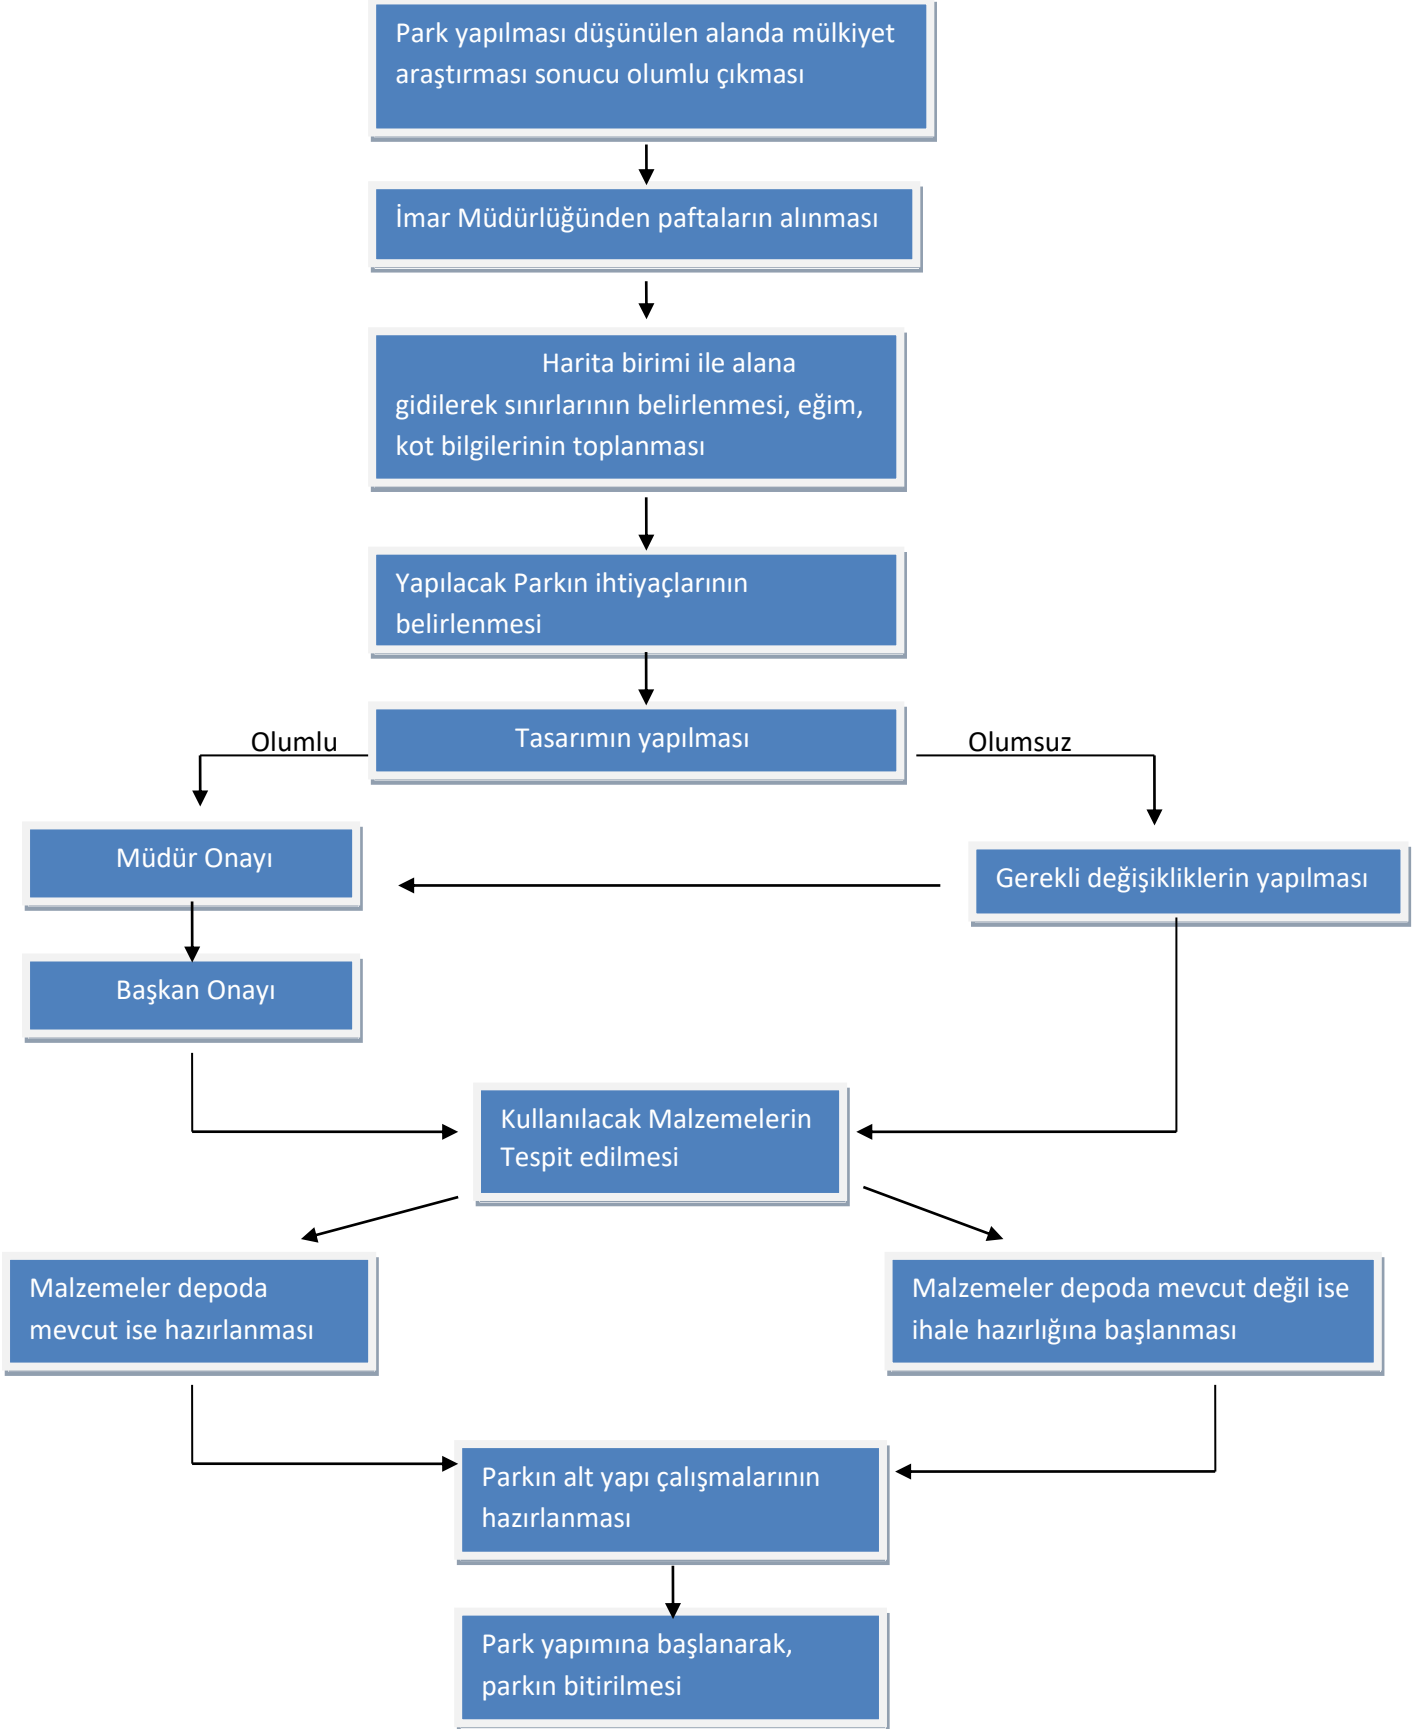 Park yapılması düşünülen alanda mülkiyet
araştırması sonucu olumlu çıkması
İmar Müdürlüğünden paftaların alınması
Harita birimi ile alana
gidilerek sınırlarının belirlenmesi, eğim,
kot bilgilerinin toplanması
Yapılacak Parkın ihtiyaçlarının
belirlenmesi
Tasarımın yapılması
Olumlu
Olumsuz
Müdür Onayı
Gerekli değişikliklerin yapılması
Başkan Onayı
Kullanılacak Malzemelerin
Tespit edilmesi
Malzemeler depoda
mevcut ise hazırlanması
Malzemeler depoda mevcut değil ise
ihale hazırlığına başlanması
Parkın alt yapı çalışmalarının
hazırlanması
Park yapımına başlanarak,
parkın bitirilmesi